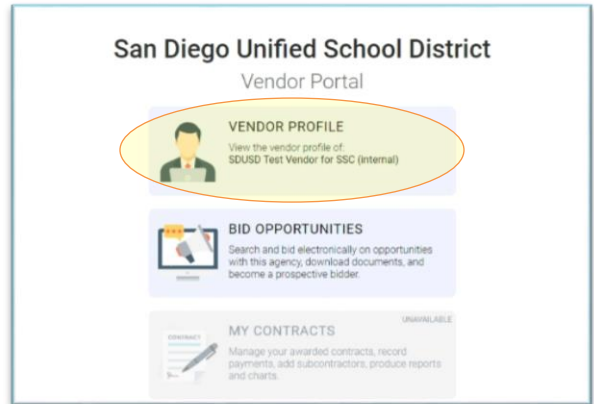 San Diego Unified School District
Vendor Portal
VENDOR PROFILE
View the vendor profile of:
SDUSD Test Vendor for SSC (internal)
BID OPPORTUNITIES
Search and bid electronically on opportunities
with this agency, download documents, and
become a prospective bidder.
UNAVAILABLE
CONTRACT
MY CONTRACTS
Manage your awarded contracts, record
payments, add subcontractors, produce reports
and charts.